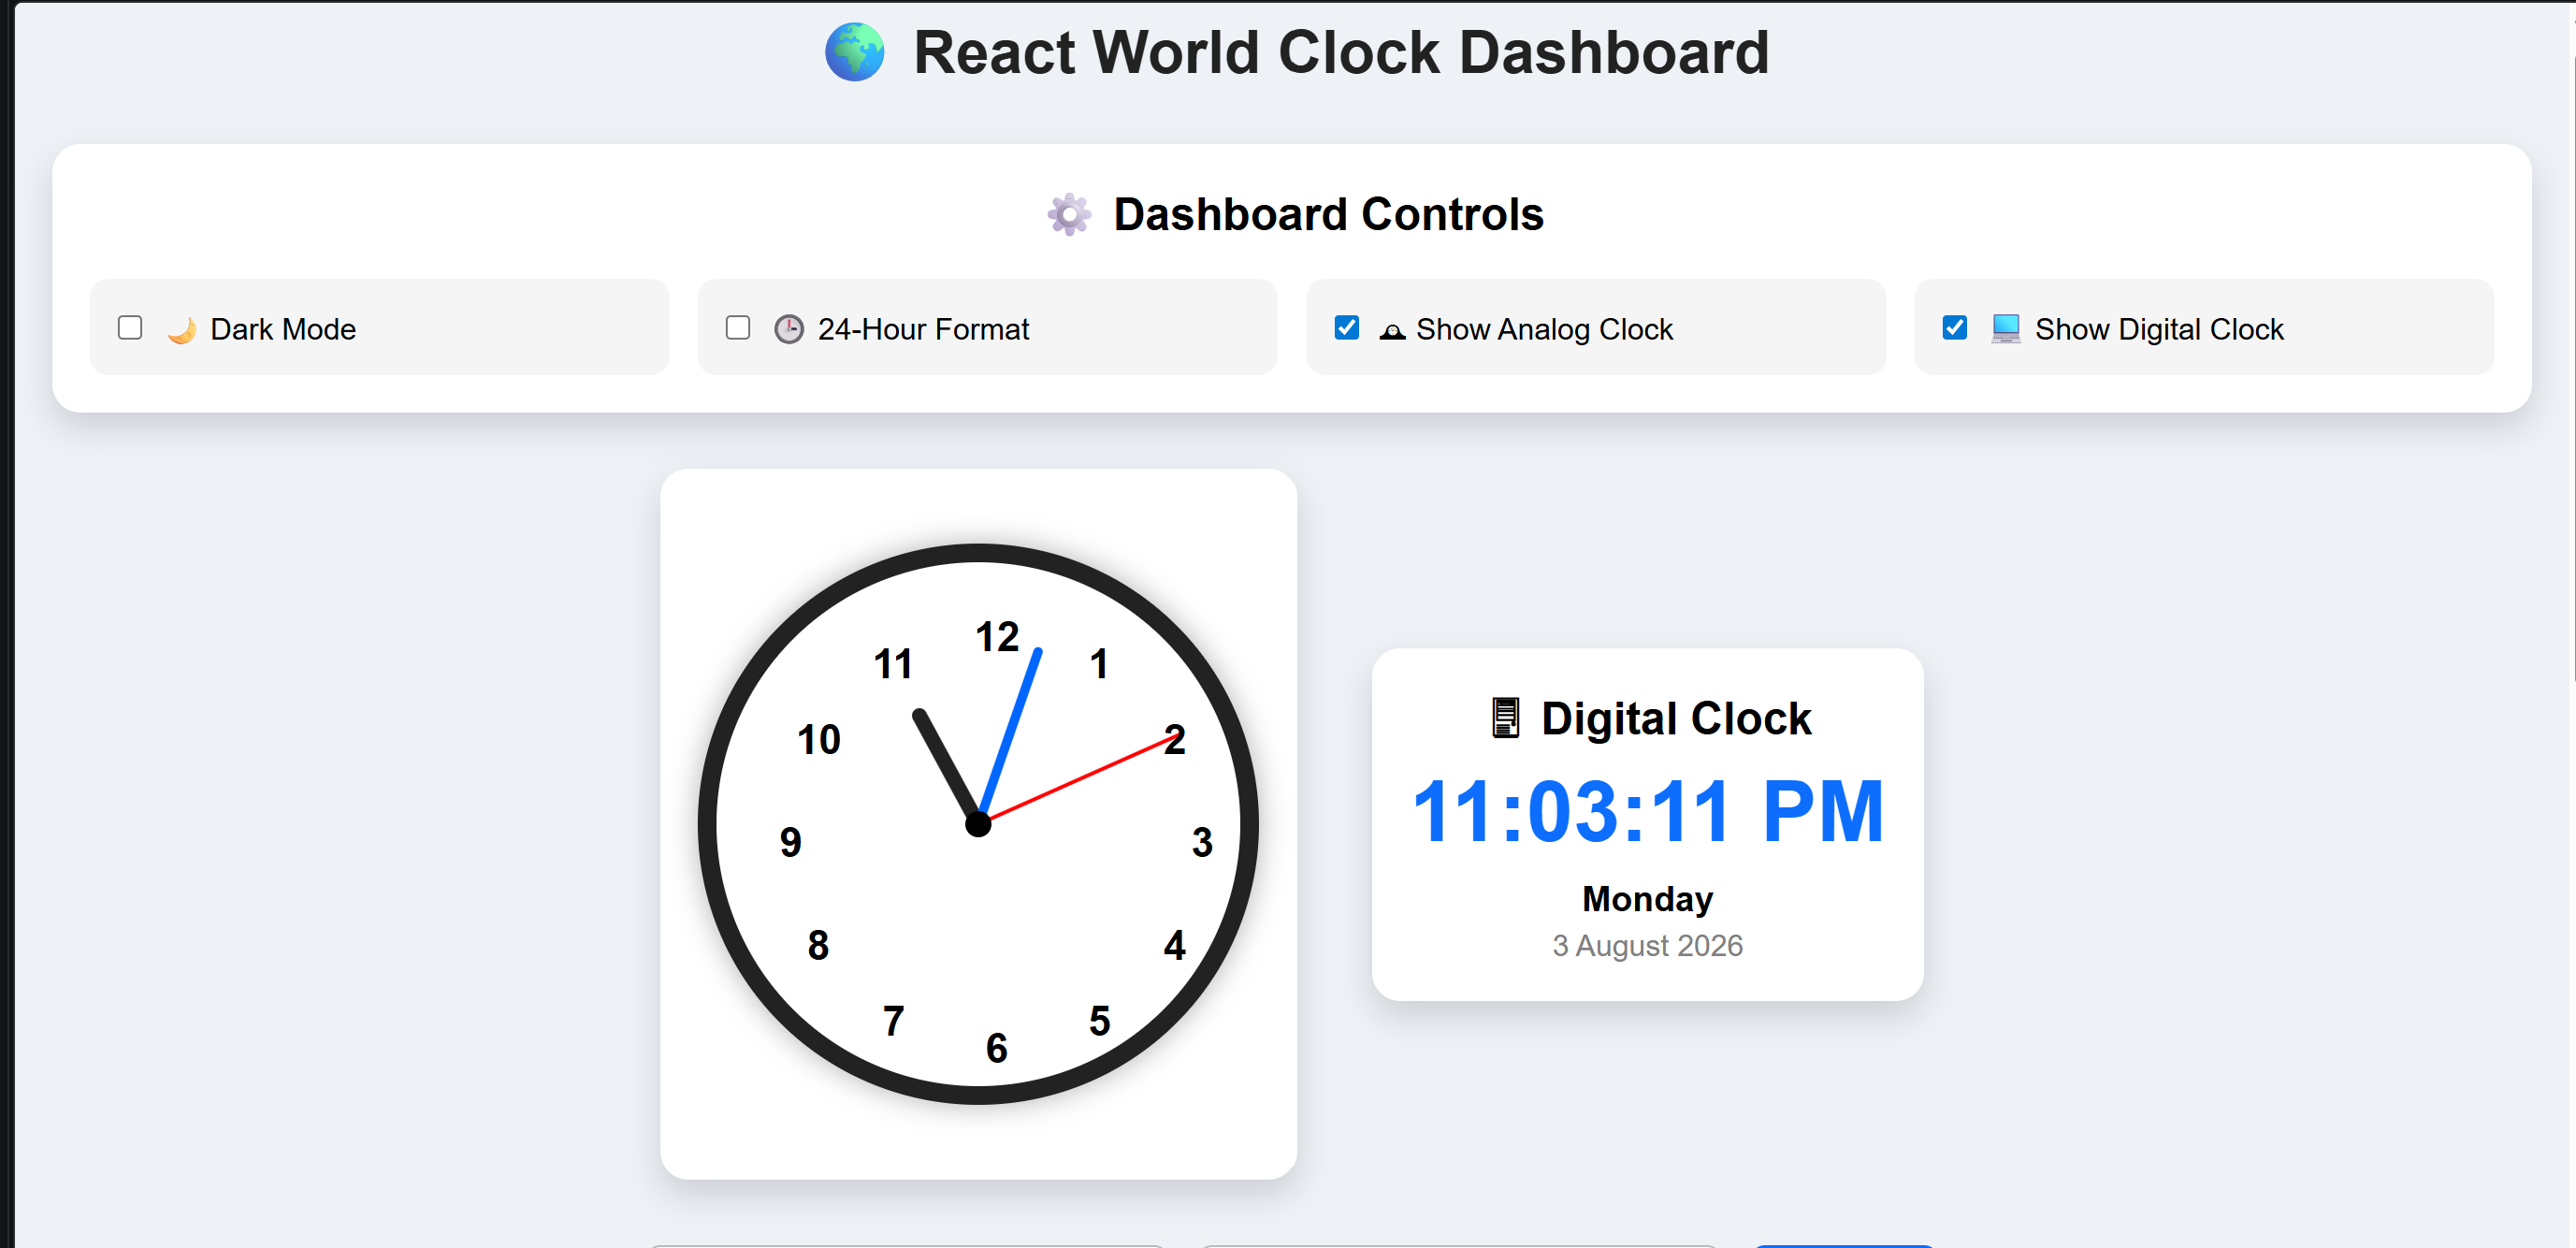 React World Clock Dashboard
Dashboard Controls
Dark Mode
24-Hour Format
Show Analog Clock
Show Digital Clock
12
11
1
10
2
9
3
8
4
7
5
6
Digital Clock
11:03:11 PM
Monday
3 August 2026